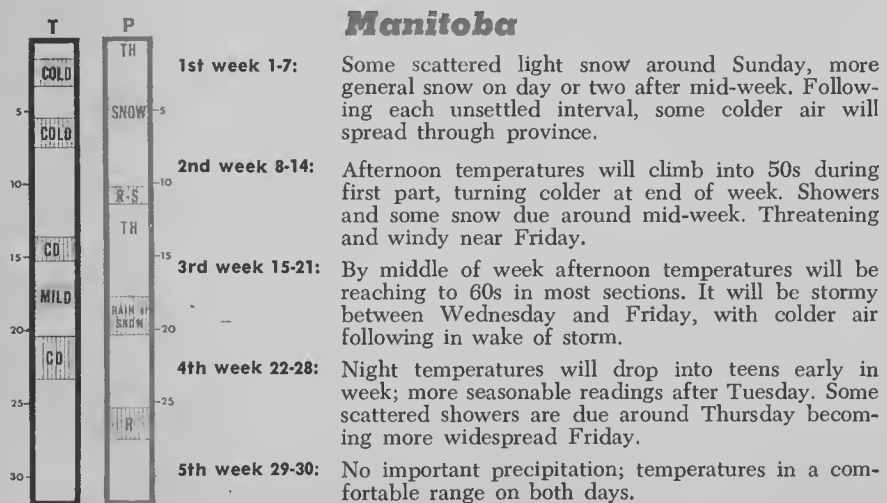 Manitoba
T P
TH
COLD
5 SNOW 5
COLD
10 10
R-S
TH
CD
15 15
MILD
RAIN or
SNOW
20 20
CD
25 25
R
30
1st week 1-7: Some scattered light snow around Sunday, more
general snow on day or two after mid-week. Follow-
ing each unsettled interval, some colder air will
spread through province.
2nd week 8-14: Afternoon temperatures will climb into 50s during
first part, turning colder at end of week. Showers
and some snow due around mid-week. Threatening
and windy near Friday.
3rd week 15-21: By middle of week afternoon temperatures will be
reaching to 60s in most sections. It will be stormy
between Wednesday and Friday, with colder air
following in wake of storm.
4th week 22-28: Night temperatures will drop into teens early in
week; more seasonable readings after Tuesday. Some
scattered showers are due around Thursday becom-
ing more widespread Friday.
5th week 29-30: No important precipitation; temperatures in a com-
fortable range on both days.